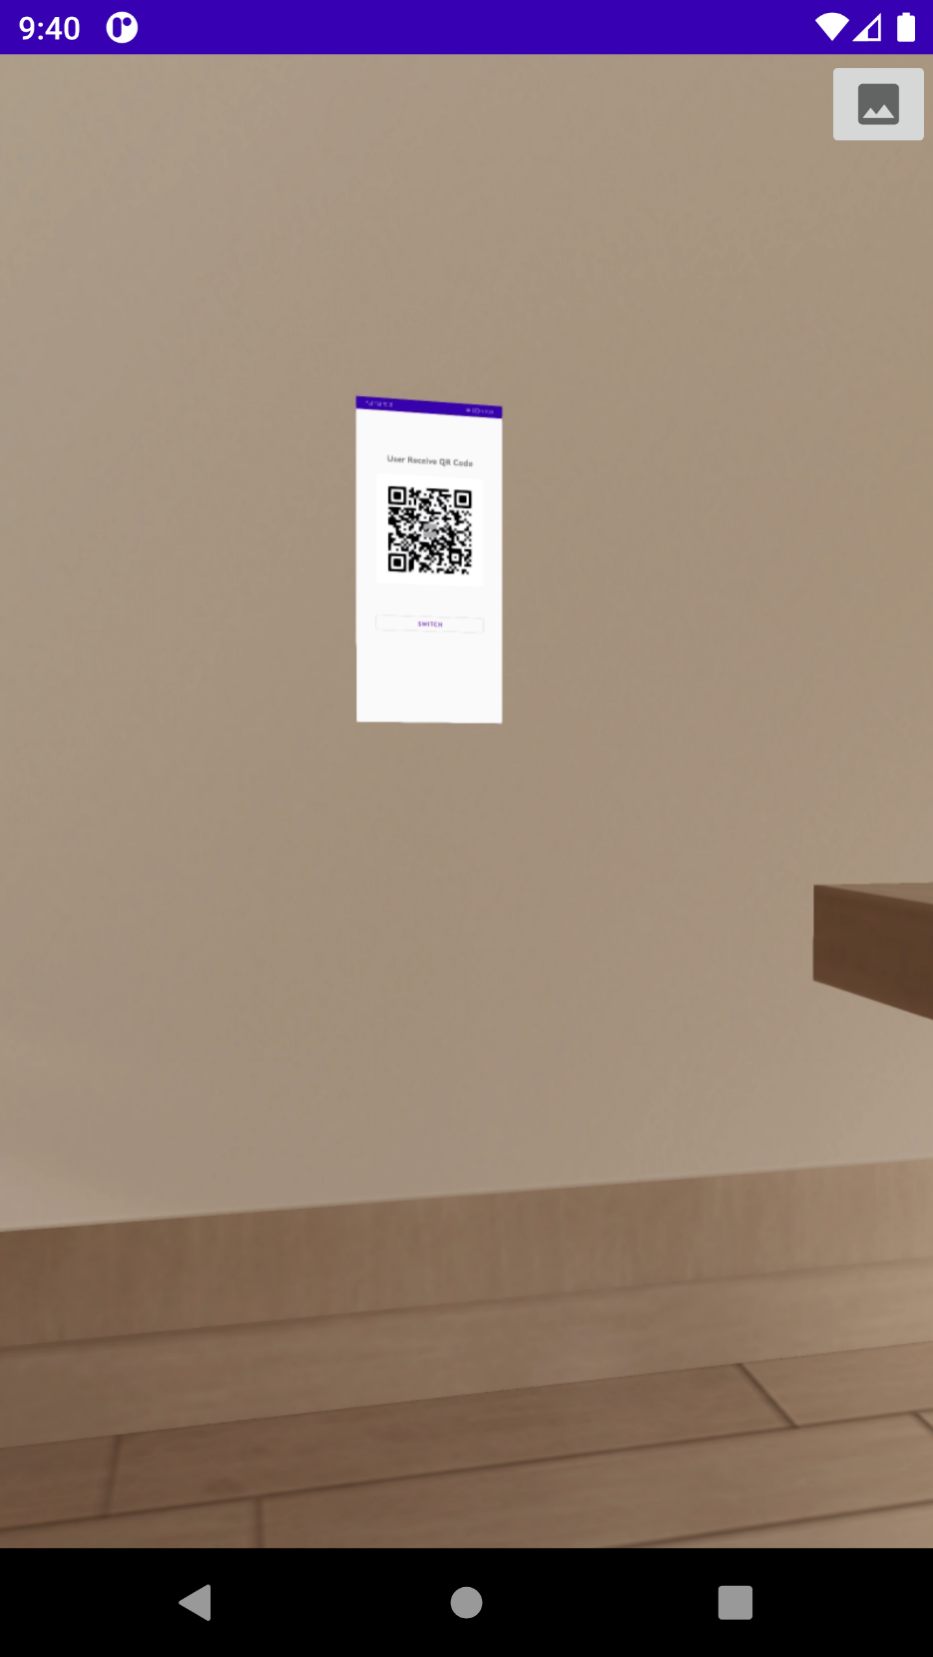 9:40
User Receive QR Code
SWITCH